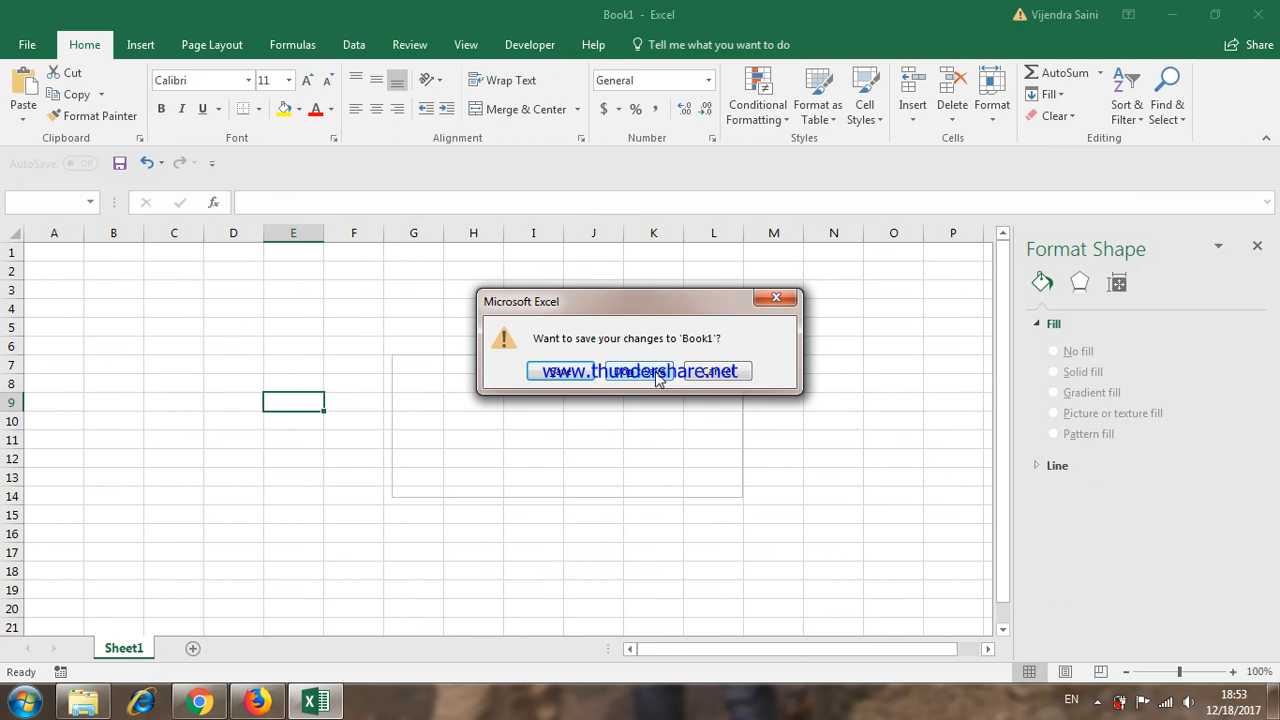 Book1 - Excel
Vijendra Saini
File Home Insert Page Layout Formulas Data Review View Developer Help Tell me what you want to do Share
Paste
Cut
Copy
Format Painter
Clipboard
Calibri 11
B I U
Font
Wrap Text
Merge & Center
Alignment
General
$ % ,
Number
Conditional Formatting
Format as Table
Cell Styles
Styles
Insert Delete Format
Cells
AutoSum
Fill
Clear
Sort & Filter
Find & Select
Editing
AutoSave Off
fx
A B C D E F G H I J K L M N O P
1
2
3
4
5
6
7
8
9
10
11
12
13
14
15
16
17
18
19
20
21
Microsoft Excel
Want to save your changes to 'Book1'?
www.thundershare.net
Format Shape
Fill
No fill
Solid fill
Gradient fill
Picture or texture fill
Pattern fill
Line
Sheet1
Ready
100%
EN
18:53
12/18/2017